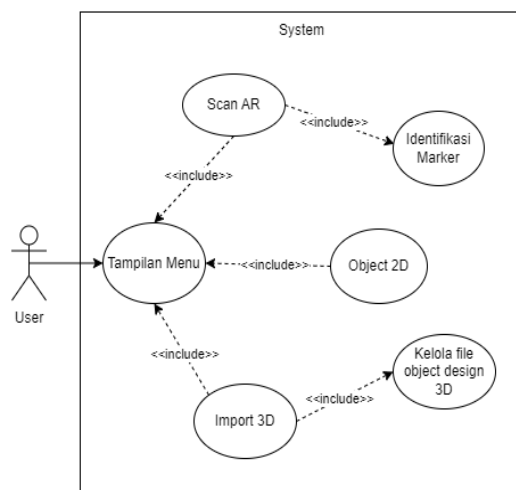 System
Scan AR
<<include>>
Identifikasi
Marker
<<include>>
User
Tampilan Menu
<<include>>
Object 2D
<<include>>
Kelola file
object design
3D
<<include>>
Import 3D